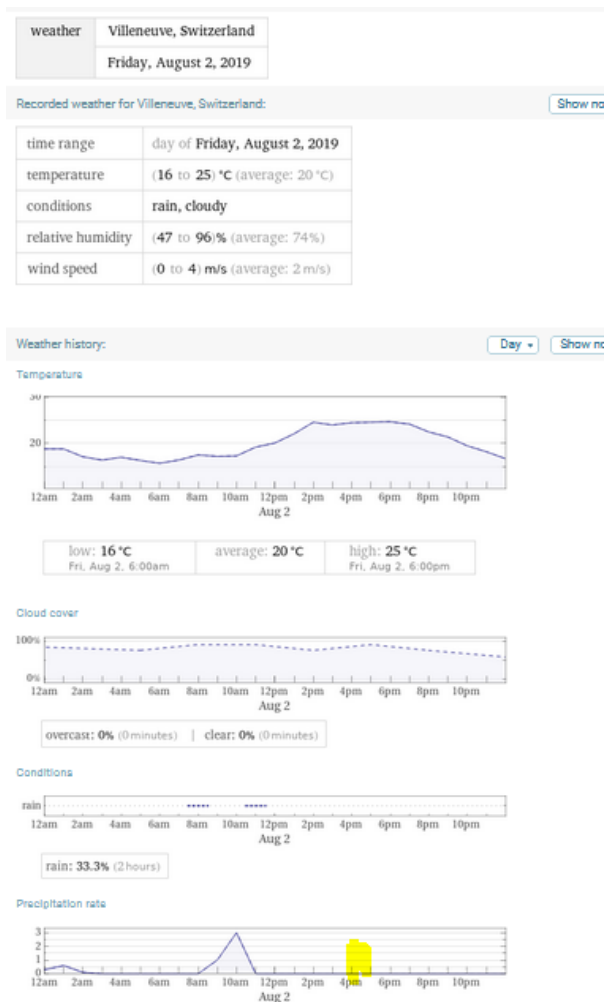 weather Villeneuve, Switzerland
Friday, August 2, 2019
Recorded weather for Villeneuve, Switzerland: Show no
time range day of Friday, August 2, 2019
temperature (16 to 25) °C (average: 20 °C)
conditions rain, cloudy
relative humidity (47 to 96)% (average: 74%)
wind speed (0 to 4) m/s (average: 2 m/s)
Weather history: Day Show no
Temperature
30
20
12am 2am 4am 6am 8am 10am 12pm 2pm 4pm 6pm 8pm 10pm
Aug 2
low: 16 °C average: 20 °C high: 25 °C
Fri, Aug 2, 6:00am Fri, Aug 2, 6:00pm
Cloud cover
100%
0%
12am 2am 4am 6am 8am 10am 12pm 2pm 4pm 6pm 8pm 10pm
Aug 2
overcast: 0% (0 minutes) | clear: 0% (0 minutes)
Conditions
rain
12am 2am 4am 6am 8am 10am 12pm 2pm 4pm 6pm 8pm 10pm
Aug 2
rain: 33.3% (2 hours)
Precipitation rate
3
2
1
0
12am 2am 4am 6am 8am 10am 12pm 2pm 4pm 6pm 8pm 10pm
Aug 2